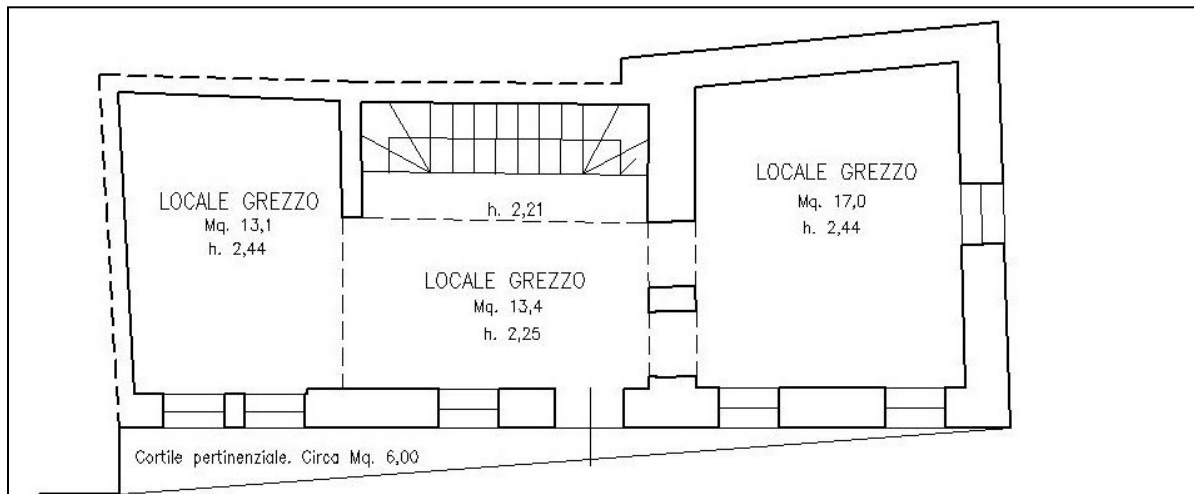 LOCALE GREZZO
Mq. 13,1
h. 2,44
h. 2,21
LOCALE GREZZO
Mq. 13,4
h. 2,25
LOCALE GREZZO
Mq. 17,0
h. 2,44
Cortile pertinenziale. Circa Mq. 6,00